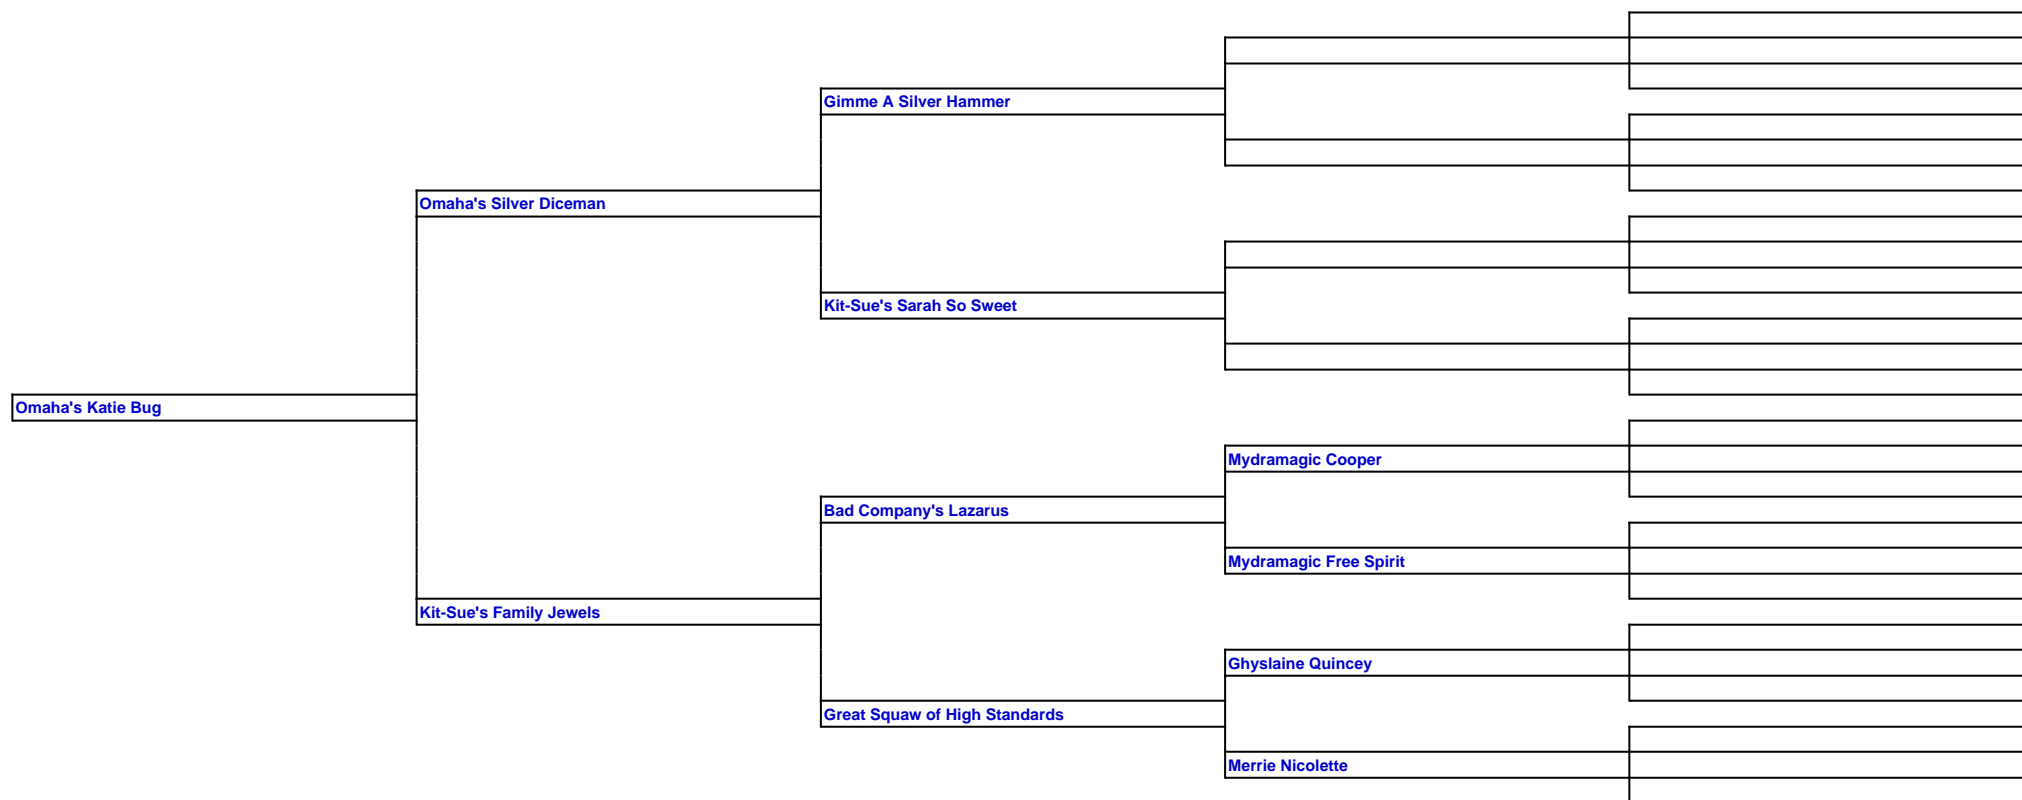 Gimme A Silver Hammer
Omaha's Silver Diceman
Kit-Sue's Sarah So Sweet
Omaha's Katie Bug
Mydramagic Cooper
Bad Company's Lazarus
Mydramagic Free Spirit
Kit-Sue's Family Jewels
Ghyslaine Quincey
Great Squaw of High Standards
Merrie Nicolette